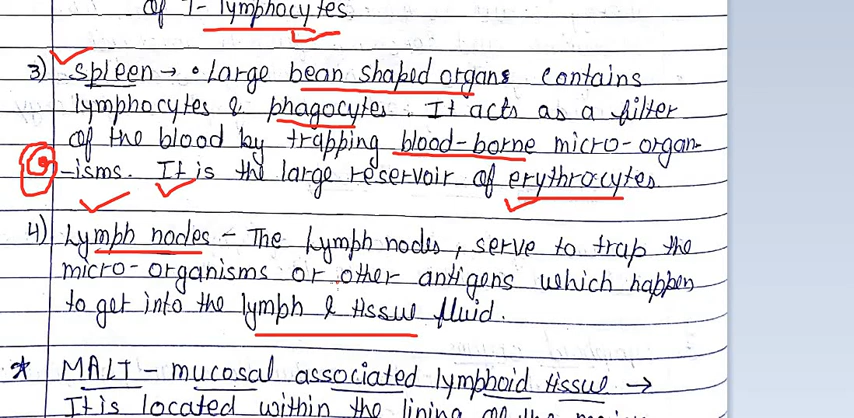 of T- lymphocytes.
3) Spleen → • Large bean shaped organs contains
lymphocytes & phagocytes. It acts as a filter
of the blood by trapping blood-borne micro-organ-
-isms. It is the large reservoir of erythrocytes.
4) Lymph nodes - The Lymph nodes, serve to trap the
micro-organisms or other antigens which happen
to get into the lymph & tissue fluid.
* MALT - mucosal associated lymphoid tissue →
It is located within the lining of the